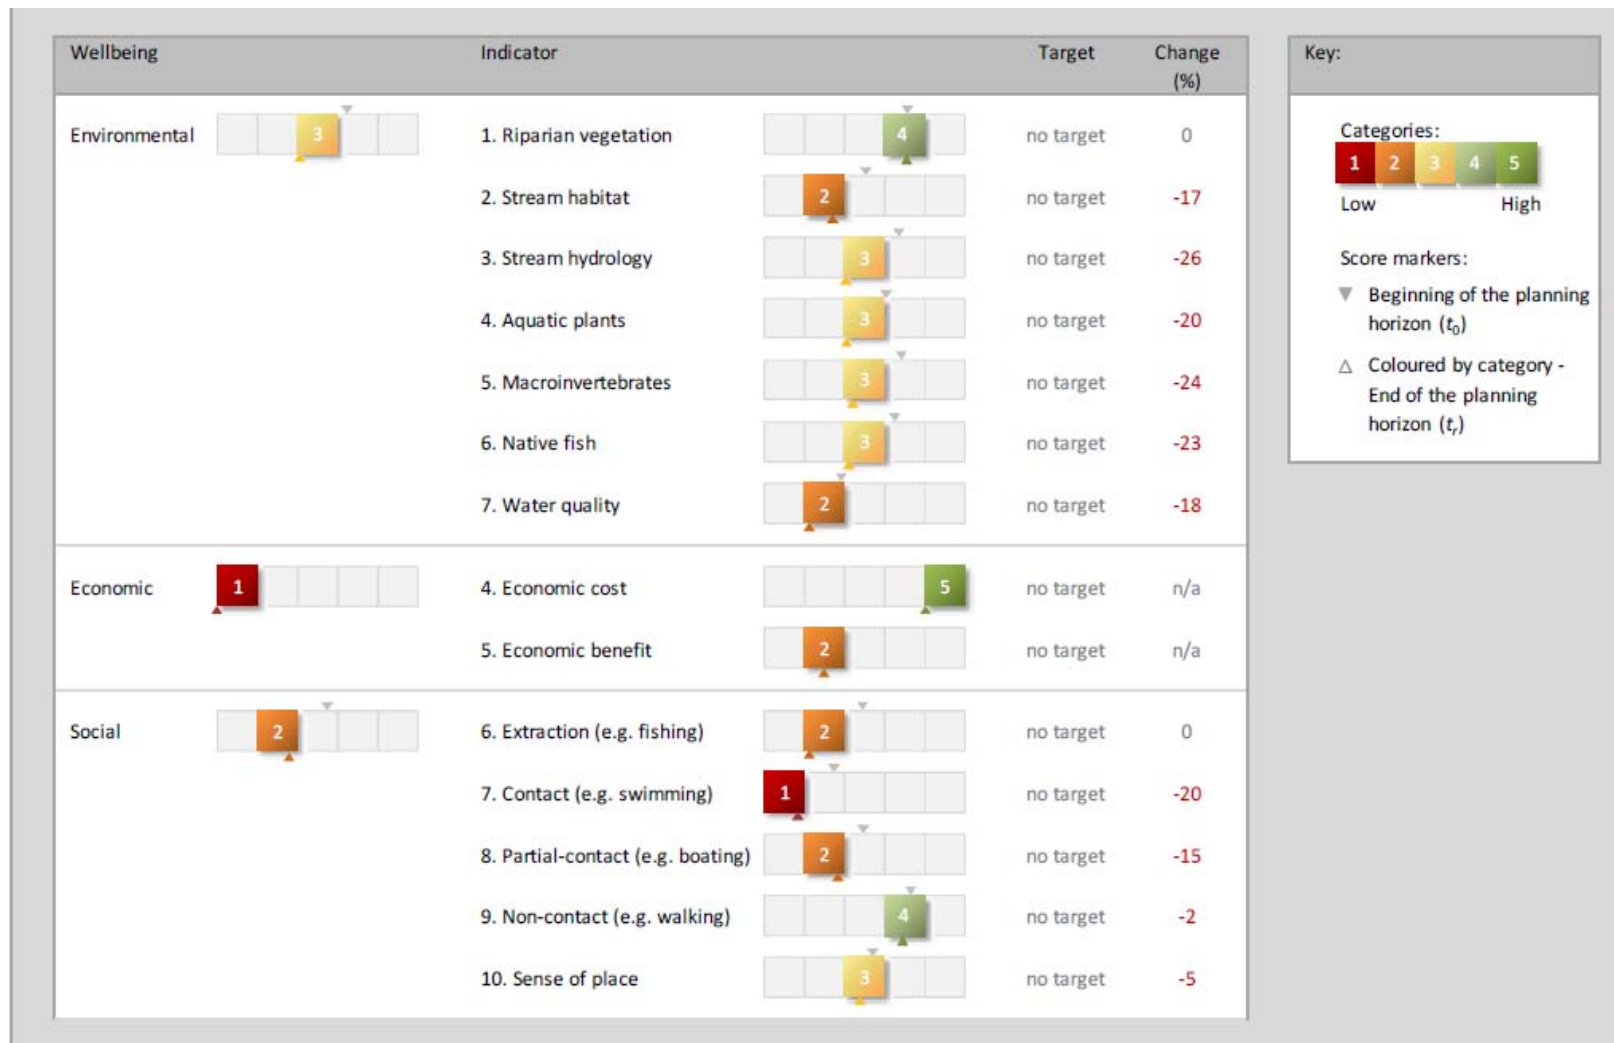 Wellbeing Indicator Target Change
(%)
Environmental 3 1. Riparian vegetation 4 no target 0
2. Stream habitat 2 no target -17
3. Stream hydrology 3 no target -26
4. Aquatic plants 3 no target -20
5. Macroinvertebrates 3 no target -24
6. Native fish 3 no target -23
7. Water quality 2 no target -18
Economic 1 4. Economic cost 5 no target n/a
5. Economic benefit 2 no target n/a
Social 2 6. Extraction (e.g. fishing) 2 no target 0
7. Contact (e.g. swimming) 1 no target -20
8. Partial-contact (e.g. boating) 2 no target -15
9. Non-contact (e.g. walking) 4 no target -2
10. Sense of place 3 no target -5
Key:
Categories:
1 2 3 4 5
Low High
Score markers:
▼ Beginning of the planning
horizon (t0)
△ Coloured by category -
End of the planning
horizon (tr)